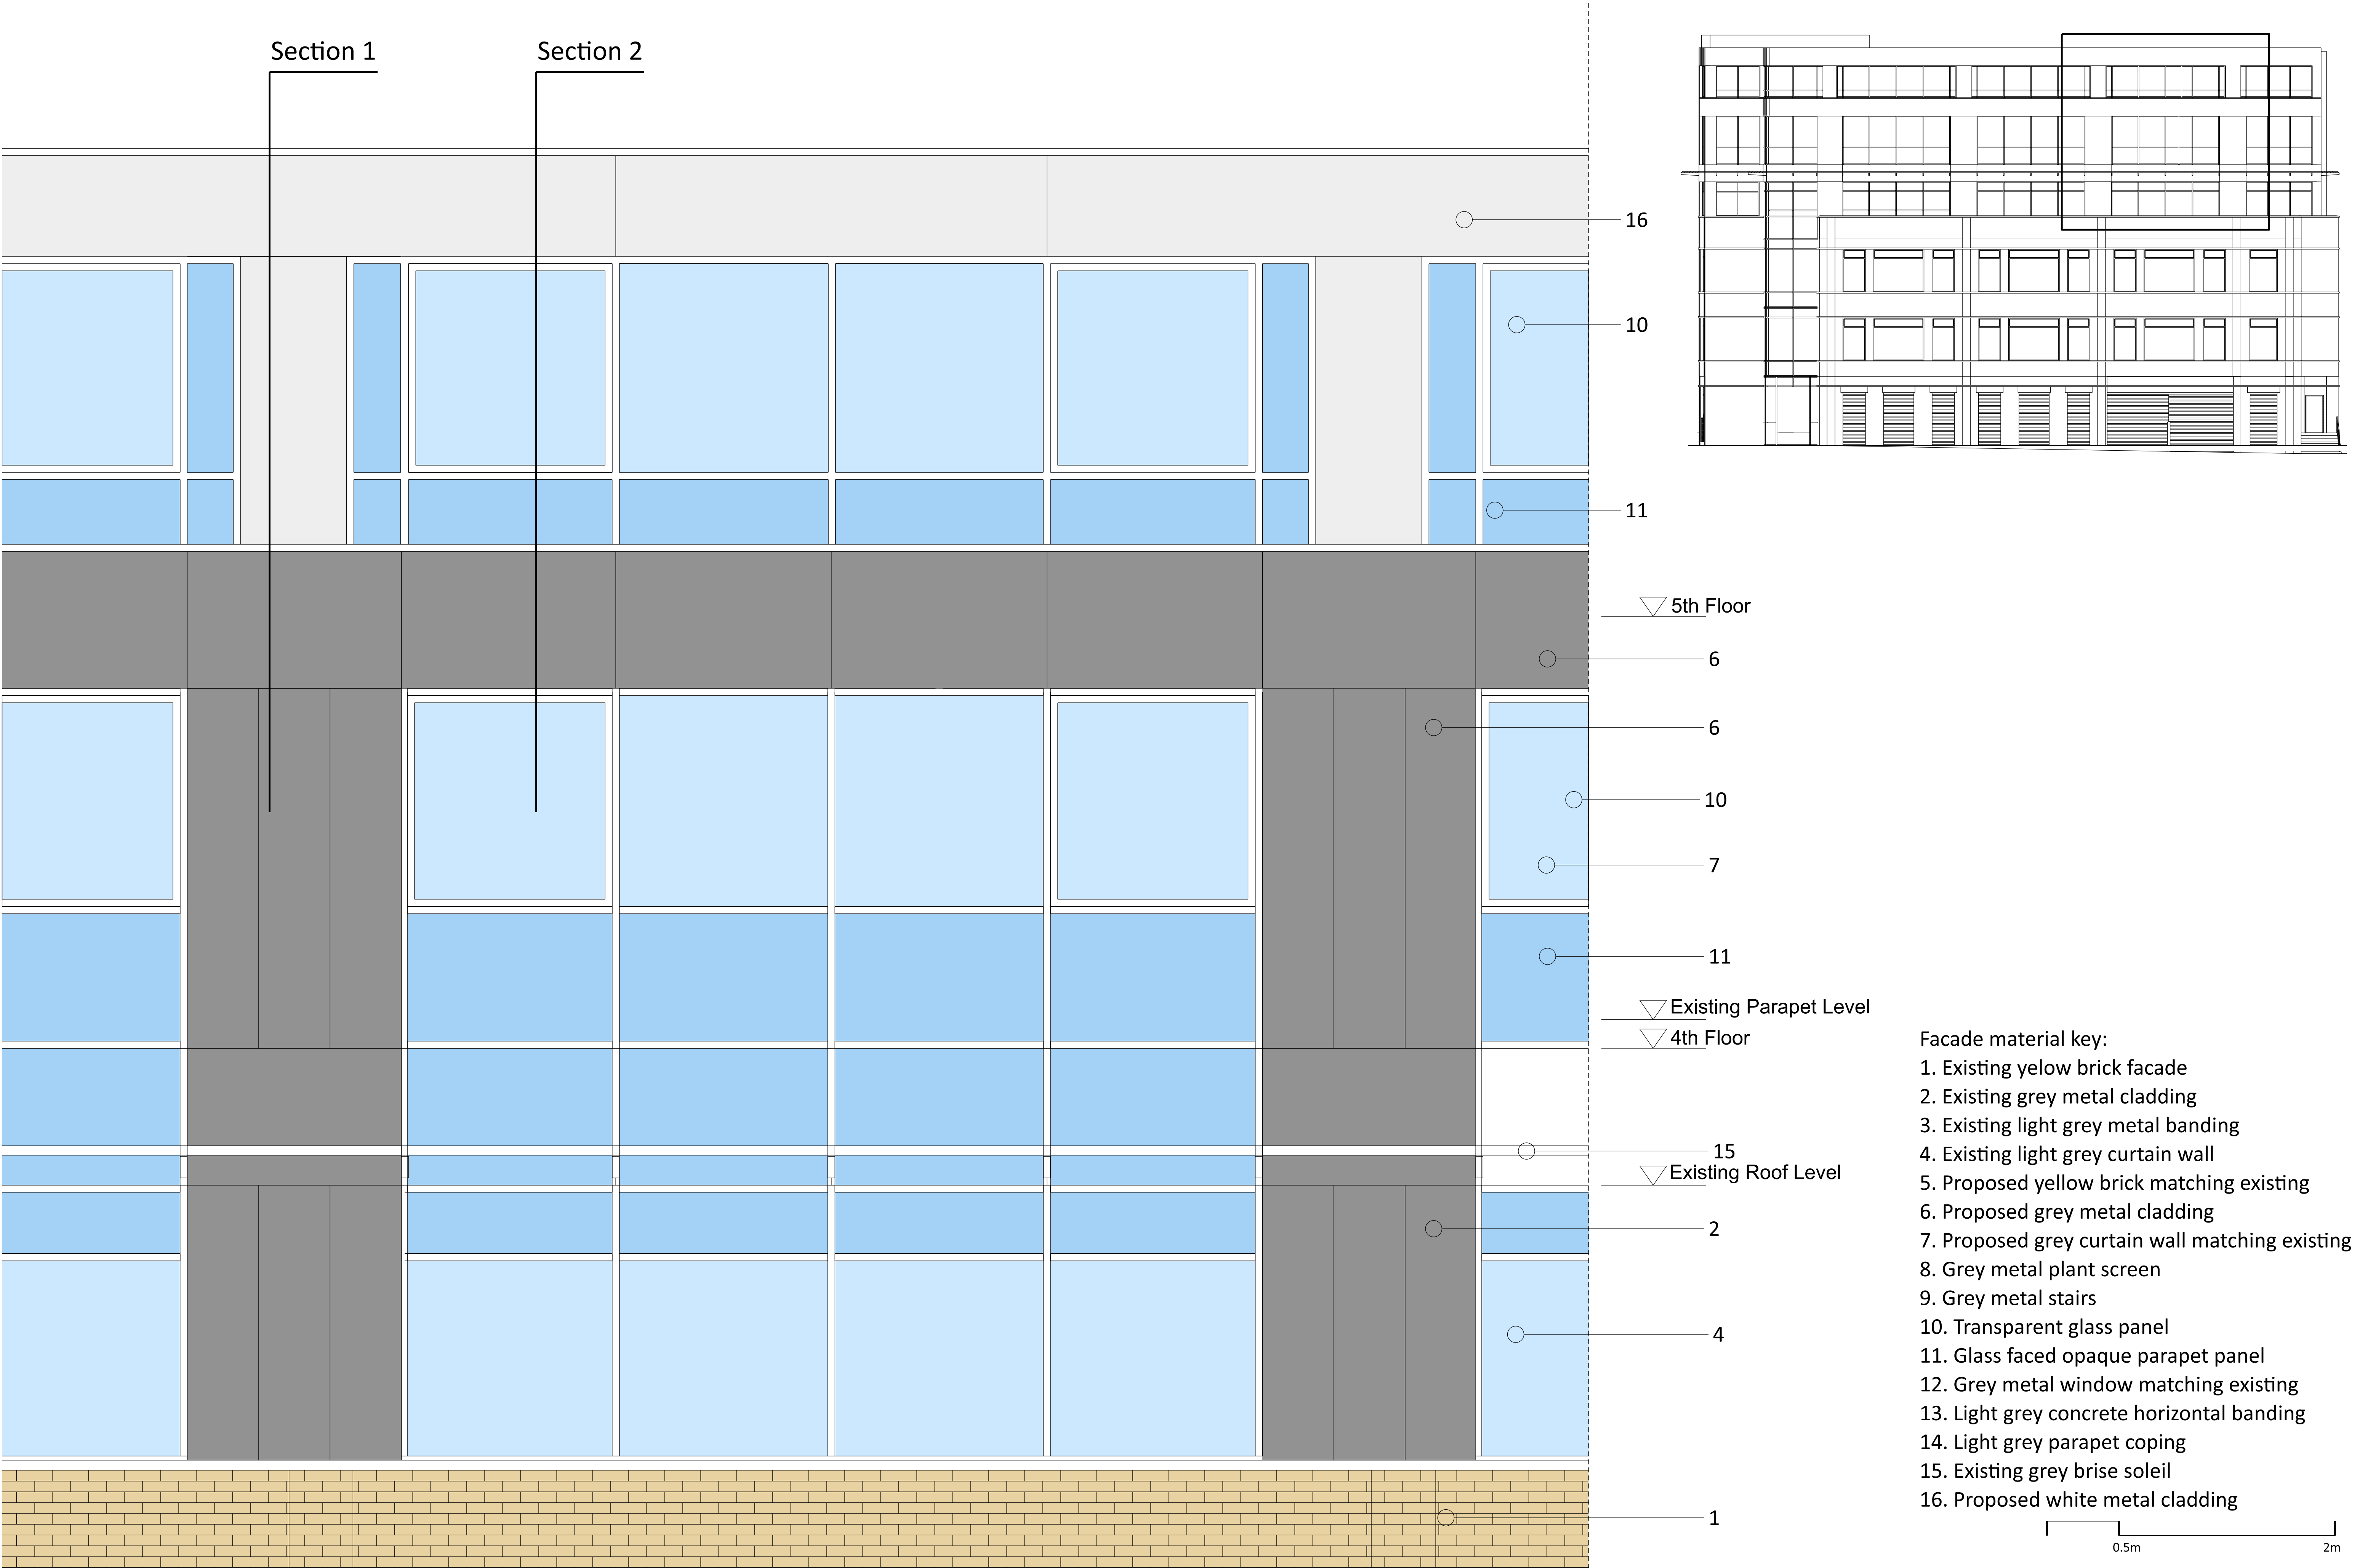 Section 1
Section 2
16
10
11
5th Floor
6
6
10
7
11
Existing Parapet Level
4th Floor
15
Existing Roof Level
2
4
1
Facade material key:
1. Existing yelow brick facade
2. Existing grey metal cladding
3. Existing light grey metal banding
4. Existing light grey curtain wall
5. Proposed yellow brick matching existing
6. Proposed grey metal cladding
7. Proposed grey curtain wall matching existing
8. Grey metal plant screen
9. Grey metal stairs
10. Transparent glass panel
11. Glass faced opaque parapet panel
12. Grey metal window matching existing
13. Light grey concrete horizontal banding
14. Light grey parapet coping
15. Existing grey brise soleil
16. Proposed white metal cladding
0.5m
2m